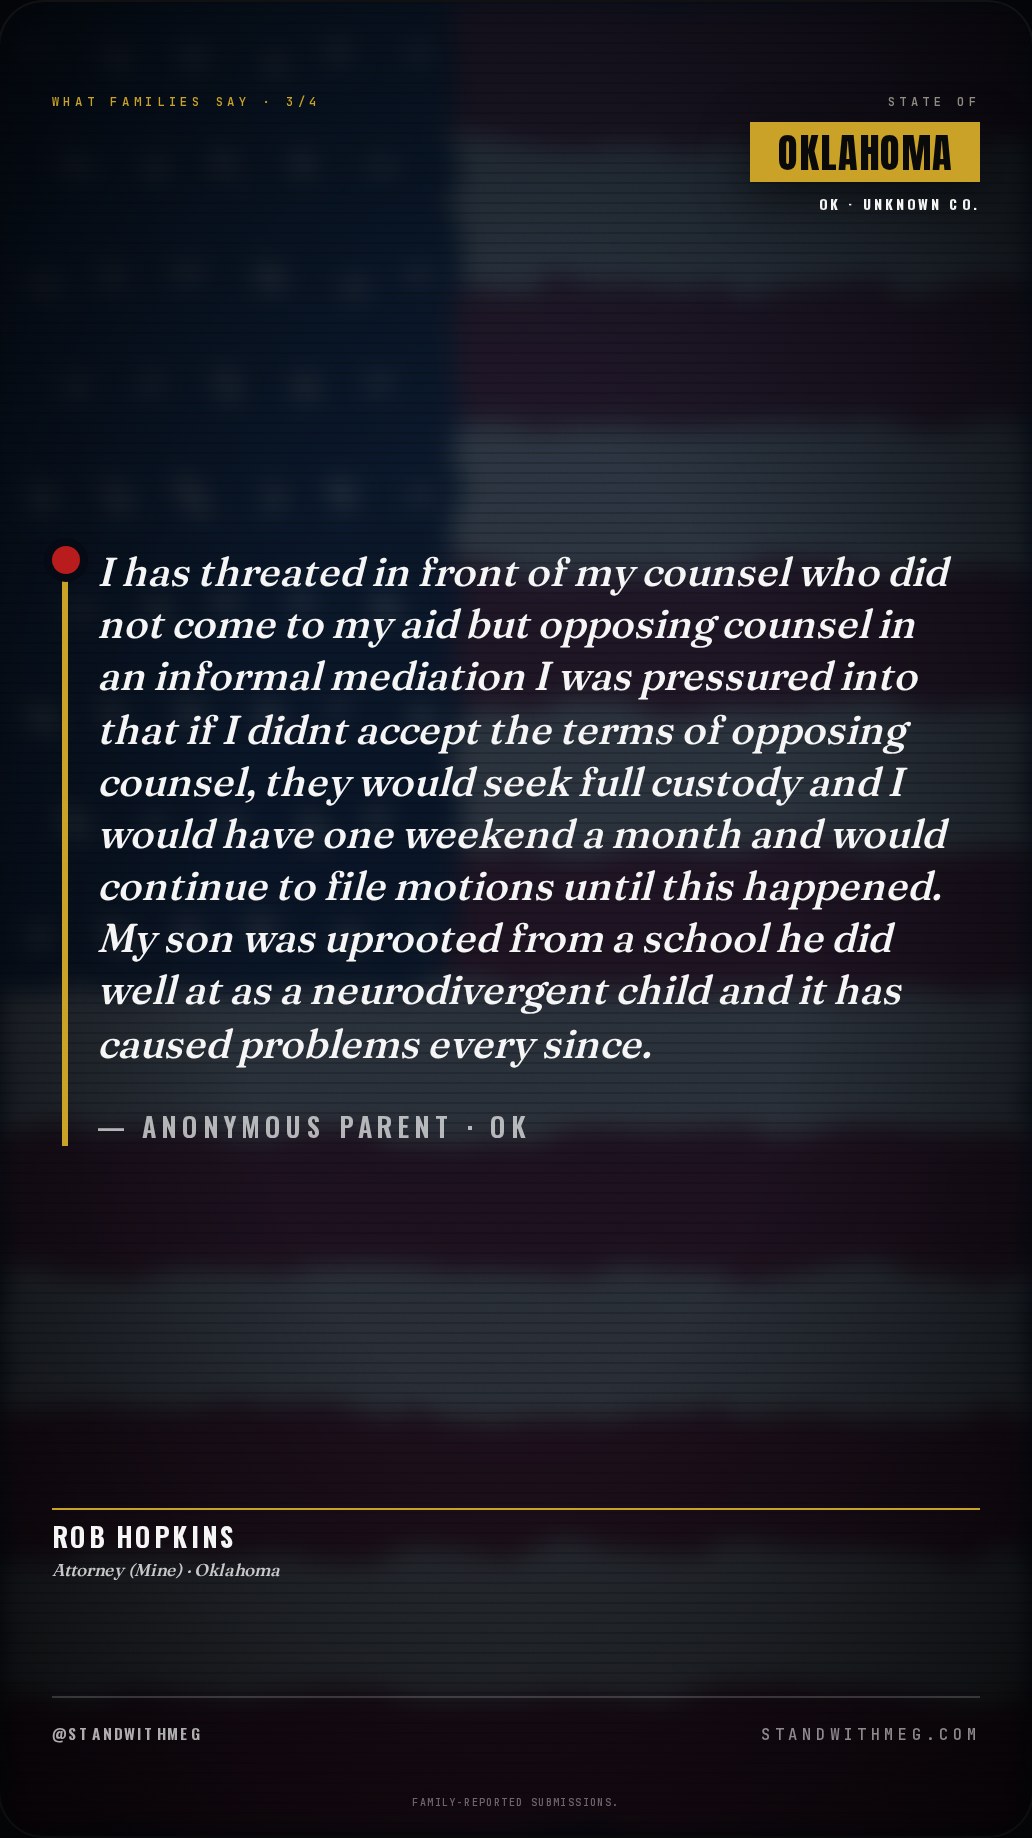 WHAT FAMILIES SAY · 3/4
STATE OF
OKLAHOMA
OK · UNKNOWN CO.
I has threated in front of my counsel who did
not come to my aid but opposing counsel in
an informal mediation I was pressured into
that if I didnt accept the terms of opposing
counsel, they would seek full custody and I
would have one weekend a month and would
continue to file motions until this happened.
My son was uprooted from a school he did
well at as a neurodivergent child and it has
caused problems every since.
— ANONYMOUS PARENT · OK
ROB HOPKINS
Attorney (Mine) · Oklahoma
@STANDWITHMEG
STANDWITHMEG.COM
FAMILY-REPORTED SUBMISSIONS.